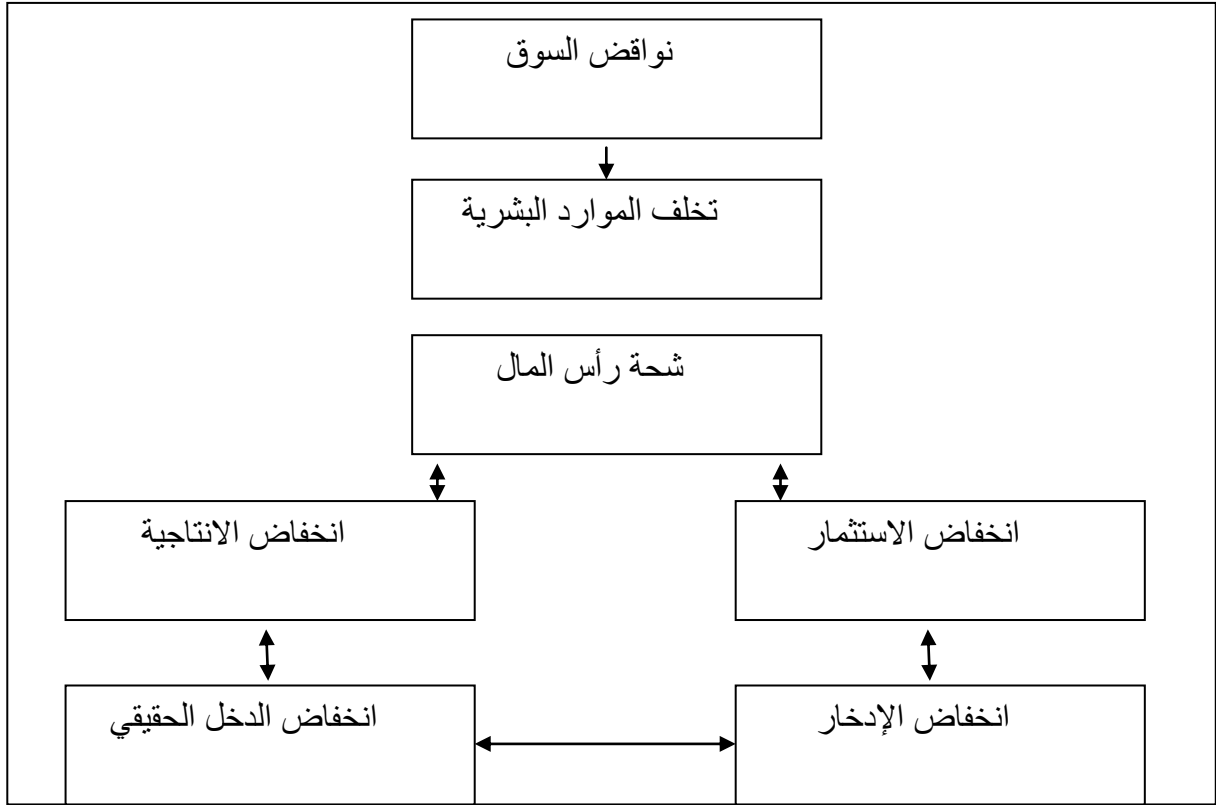 نواقض السوق
تخلف الموارد البشرية
شحة رأس المال
انخفاض الاستثمار
انخفاض الانتاجية
انخفاض الإدخار
انخفاض الدخل الحقيقي